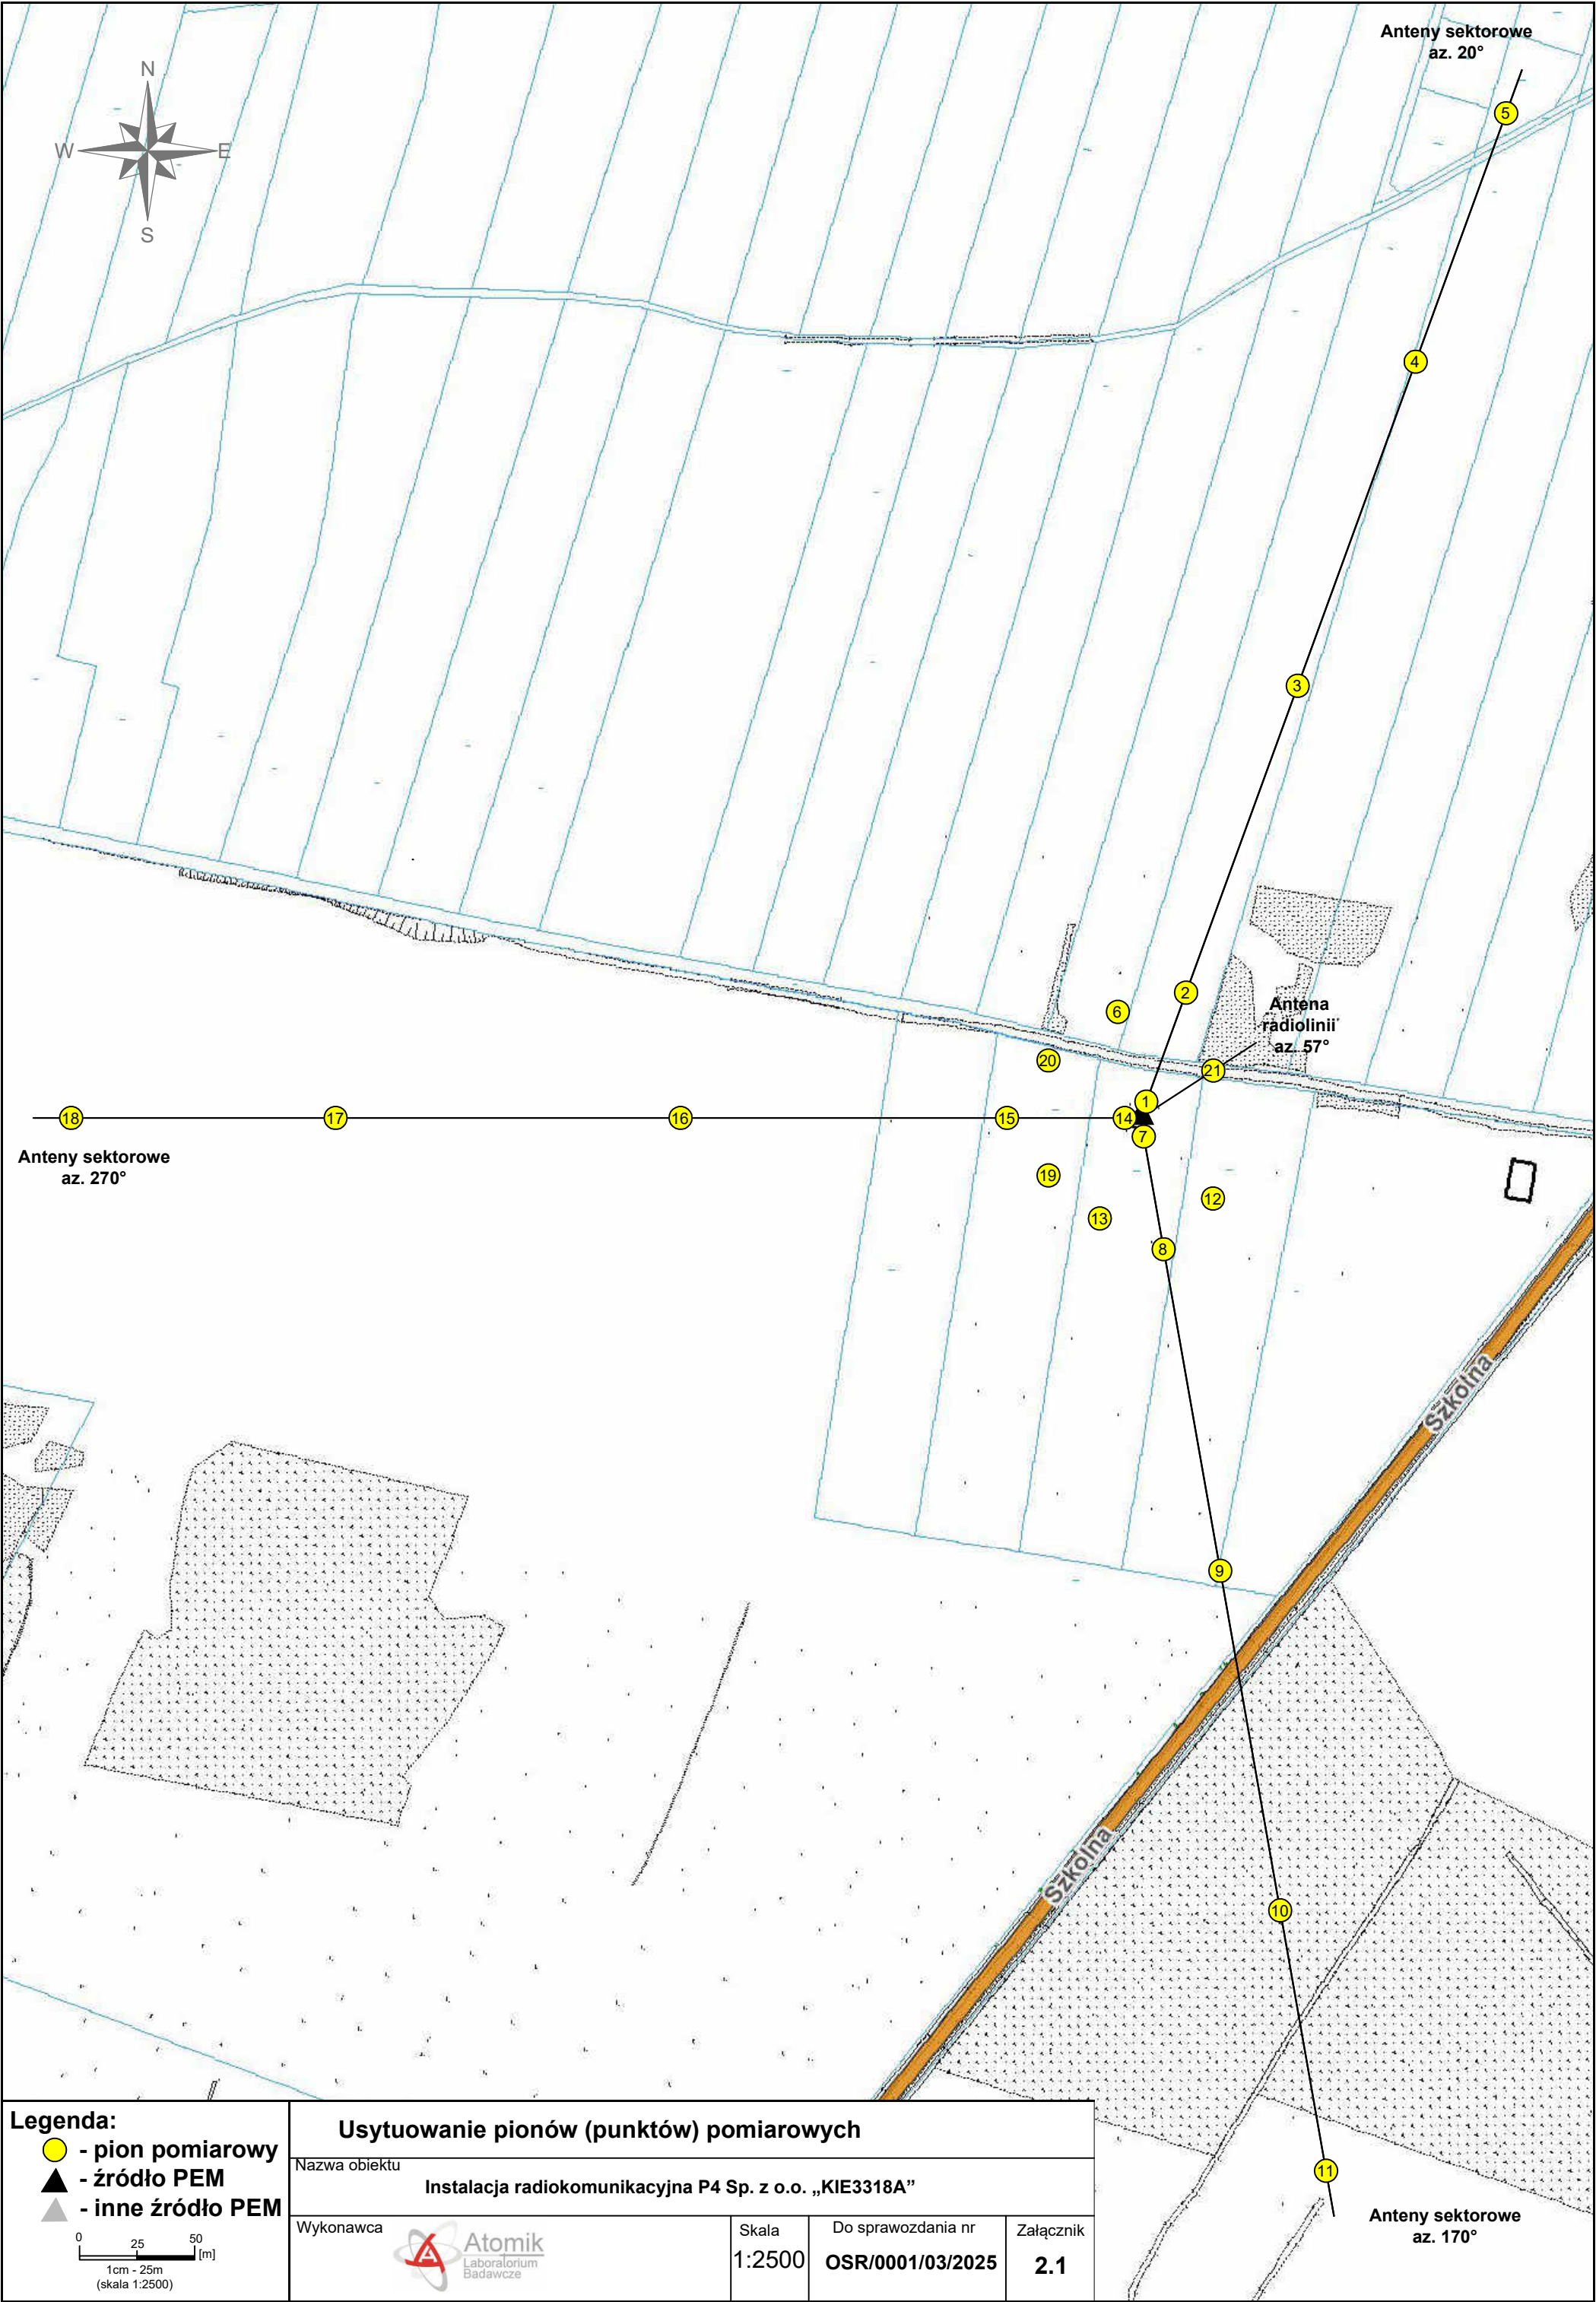 Anteny sektorowe
az. 20°
N
W
E
S
5
4
3
2
6
Antena
radiolinii
az. 57°
20
21
1
18
17
16
15
14
7
Anteny sektorowe
az. 270°
19
12
13
8
Szkolna
9
Szkolna
10
11
Anteny sektorowe
az. 170°
Legenda:
- pion pomiarowy
- źródło PEM
- inne źródło PEM
0
25
50
[m]
1cm - 25m
(skala 1:2500)
Usytuowanie pionów (punktów) pomiarowych
Nazwa obiektu
Instalacja radiokomunikacyjna P4 Sp. z o.o. „KIE3318A”
Wykonawca
Atomik
Laboratorium
Badawcze
Skala
1:2500
Do sprawozdania nr
OSR/0001/03/2025
Załącznik
2.1